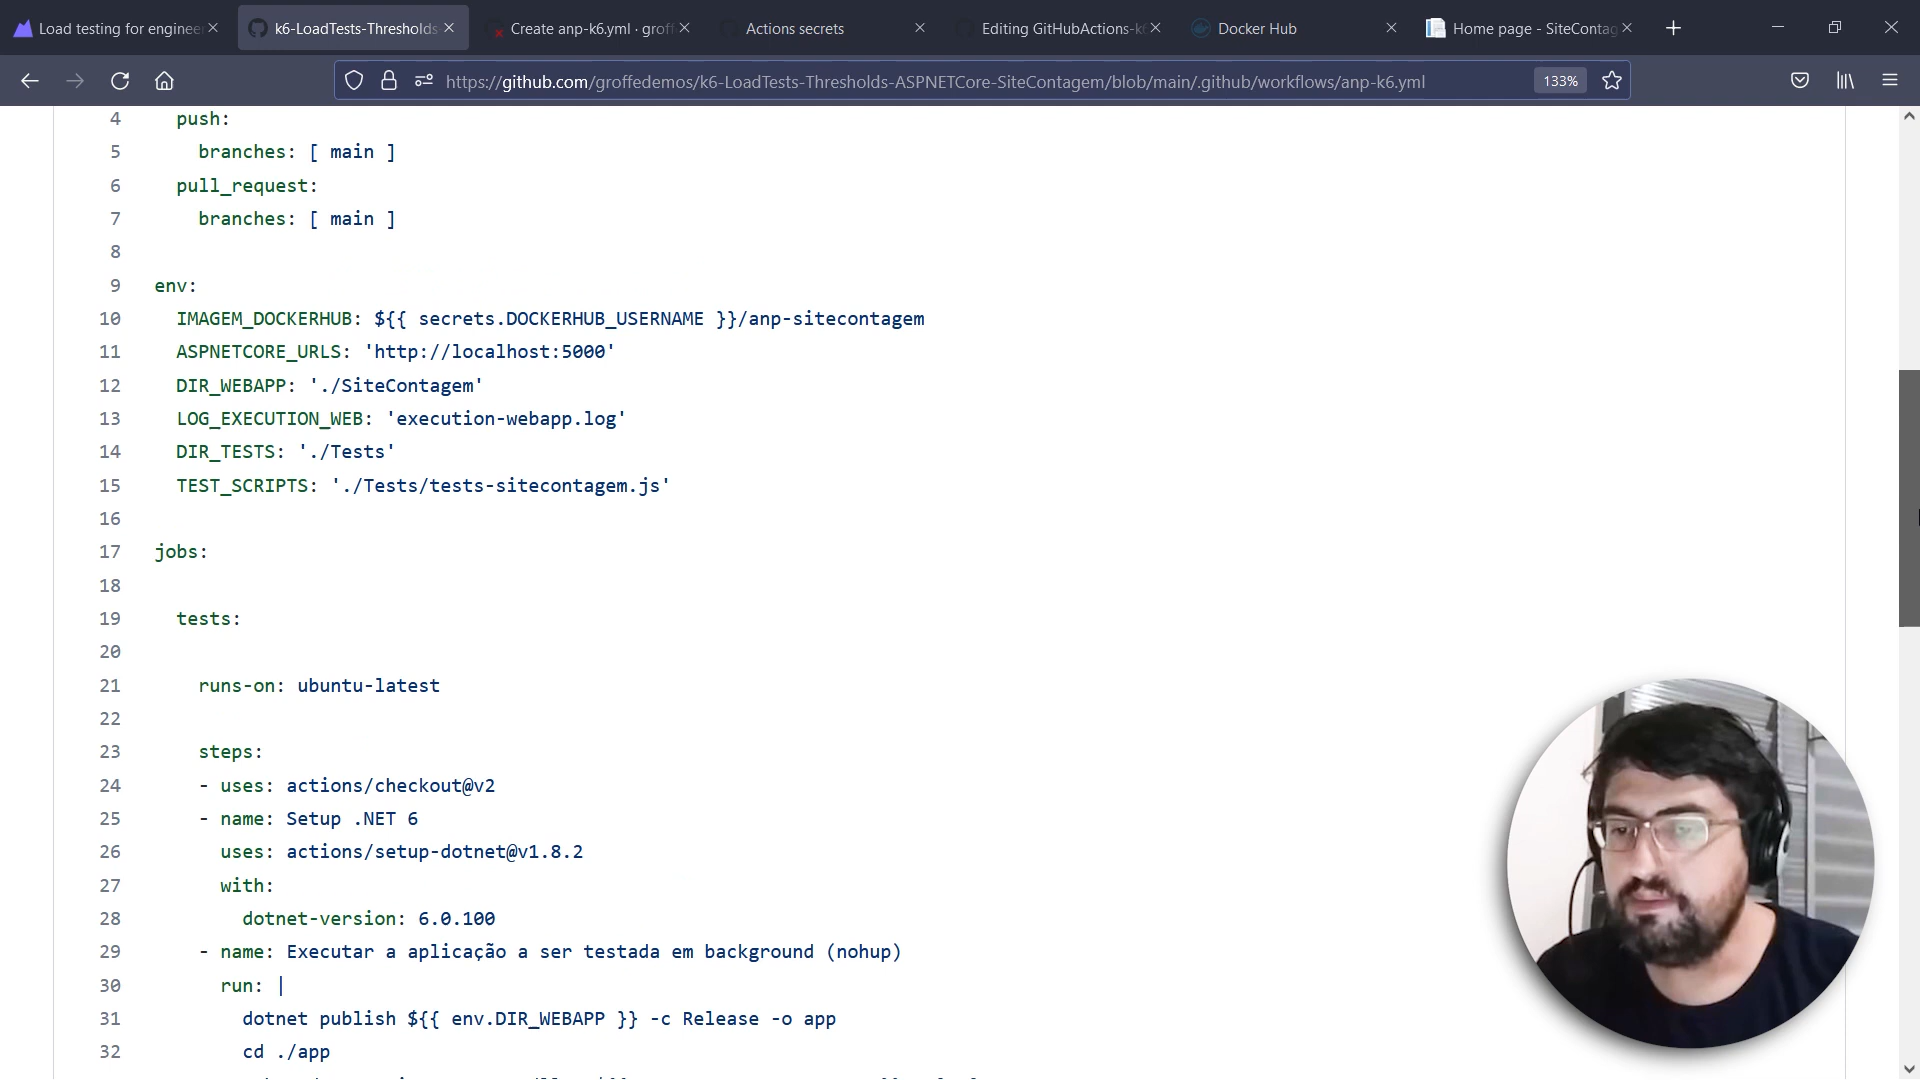 Load testing for enginee
k6-LoadTests-Thresholds
Create anp-k6.yml · grof
Actions secrets
Editing GitHubActions-k
Docker Hub
Home page - SiteContag
https://github.com/groffedemos/k6-LoadTests-Thresholds-ASPNETCore-SiteContagem/blob/main/.github/workflows/anp-k6.yml
133%
4 push:
5 branches: [ main ]
6 pull_request:
7 branches: [ main ]
8
9 env:
10 IMAGEM_DOCKERHUB: ${{ secrets.DOCKERHUB_USERNAME }}/anp-sitecontagem
11 ASPNETCORE_URLS: 'http://localhost:5000'
12 DIR_WEBAPP: './SiteContagem'
13 LOG_EXECUTION_WEB: 'execution-webapp.log'
14 DIR_TESTS: './Tests'
15 TEST_SCRIPTS: './Tests/tests-sitecontagem.js'
16
17 jobs:
18
19 tests:
20
21 runs-on: ubuntu-latest
22
23 steps:
24 - uses: actions/checkout@v2
25 - name: Setup .NET 6
26 uses: actions/setup-dotnet@v1.8.2
27 with:
28 dotnet-version: 6.0.100
29 - name: Executar a aplicação a ser testada em background (nohup)
30 run: |
31 dotnet publish ${{ env.DIR_WEBAPP }} -c Release -o app
32 cd ./app